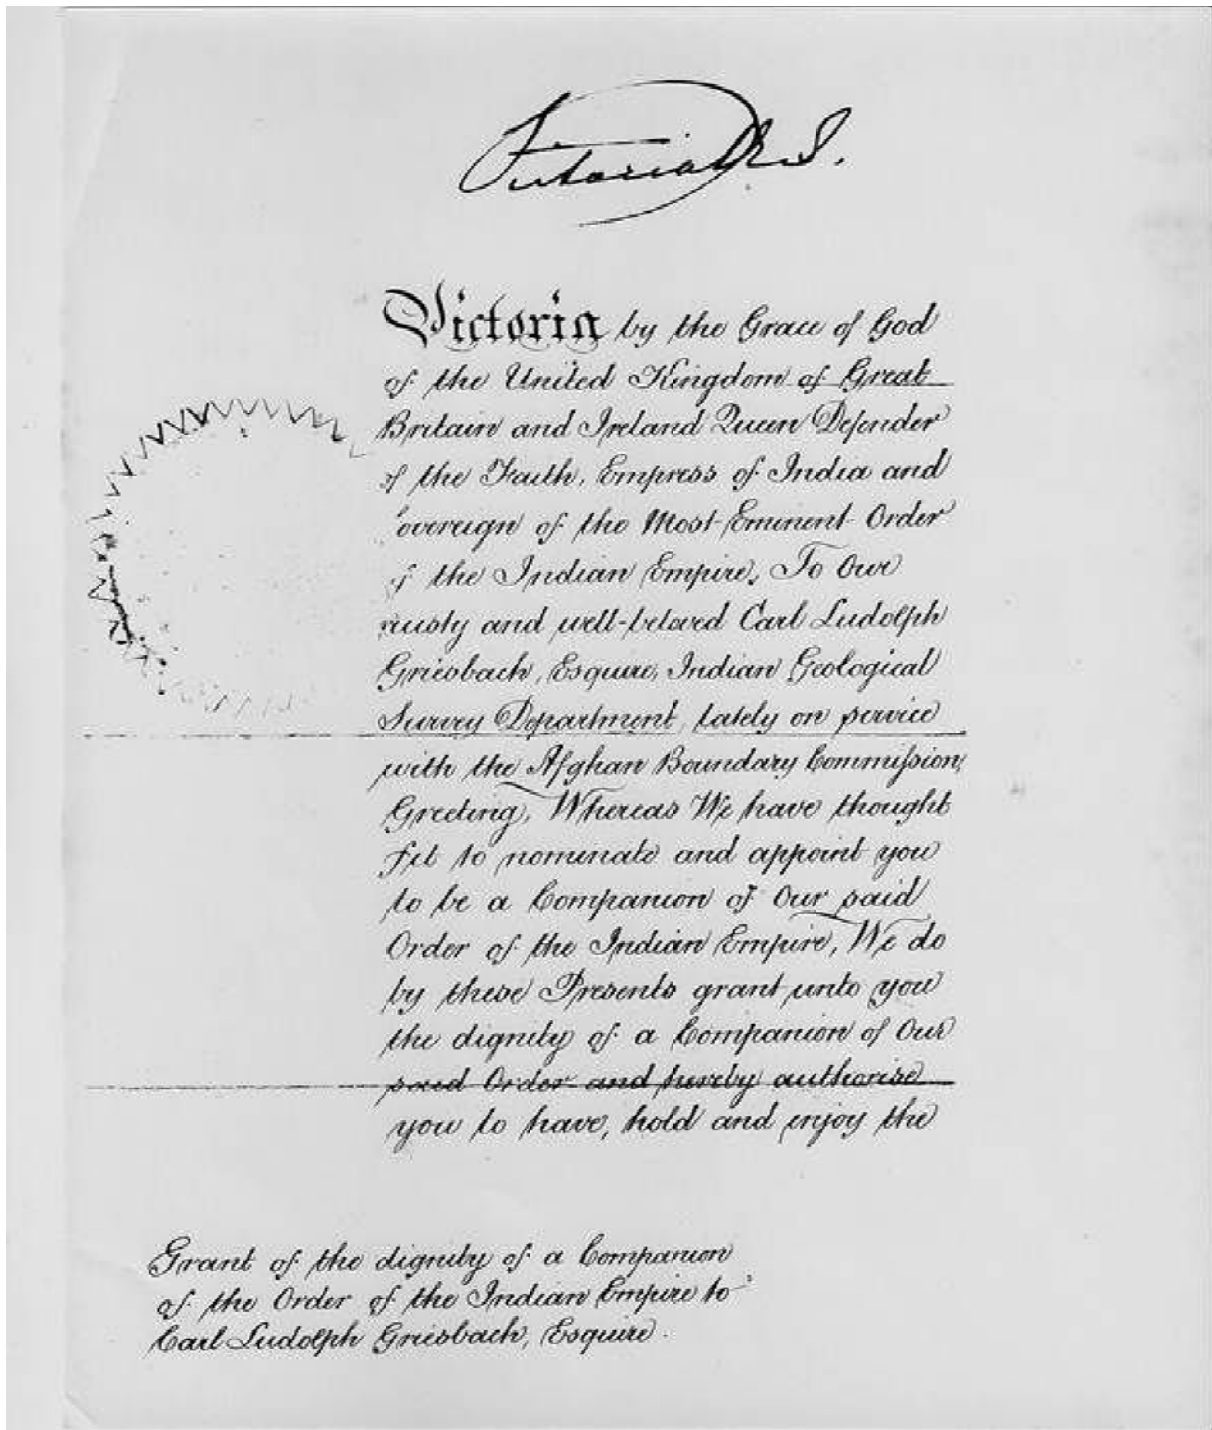 Victoria R.I.
Victoria by the Grace of God
of the United Kingdom of Great
Britain and Ireland Queen Defender
of the Faith, Empress of India and
overeign of the Most Eminent Order
of the Indian Empire, To Our
rusty and well-beloved Carl Ludolph
Griesbach, Esquire, Indian Geological
Survey Department, lately on service
with the Afghan Boundary Commission,
Greeting, Whereas We have thought
fit to nominate and appoint you
to be a Companion of Our said
Order of the Indian Empire, We do
by these Presents grant unto you
the dignity of a Companion of Our
said Order and hereby authorise
you to have, hold and enjoy the
Grant of the dignity of a Companion
of the Order of the Indian Empire to
Carl Ludolph Griesbach, Esquire.